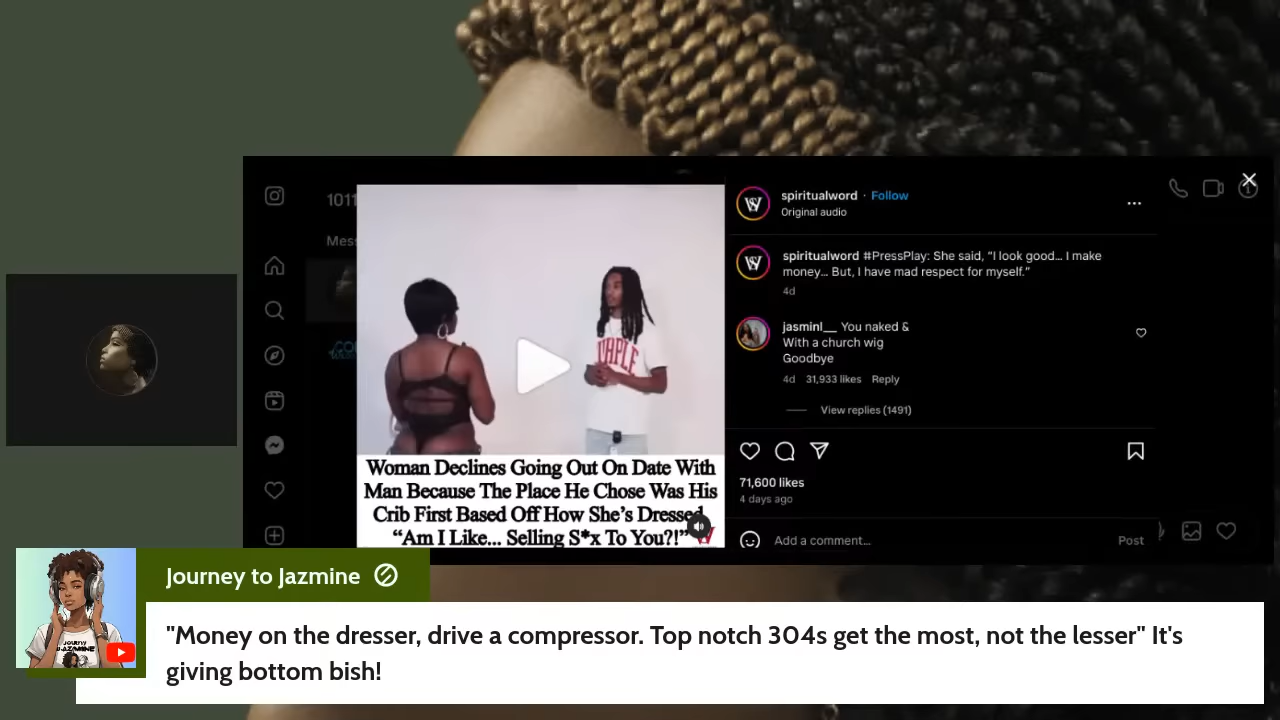 1011
Mess
spiritualword · Follow
Original audio
spiritualword #PressPlay: She said, “I look good... I make
money... But, I have mad respect for myself.”
4d
jasminl__ You naked &
With a church wig
Goodbye
4d 31,933 likes Reply
View replies (1491)
71,600 likes
4 days ago
Add a comment...
Post
PURPLE
Woman Declines Going Out On Date With
Man Because The Place He Chose Was His
Crib First Based Off How She’s Dressed
“Am I Like... Selling S*x To You?!”
Journey to Jazmine
"Money on the dresser, drive a compressor. Top notch 304s get the most, not the lesser" It's
giving bottom bish!